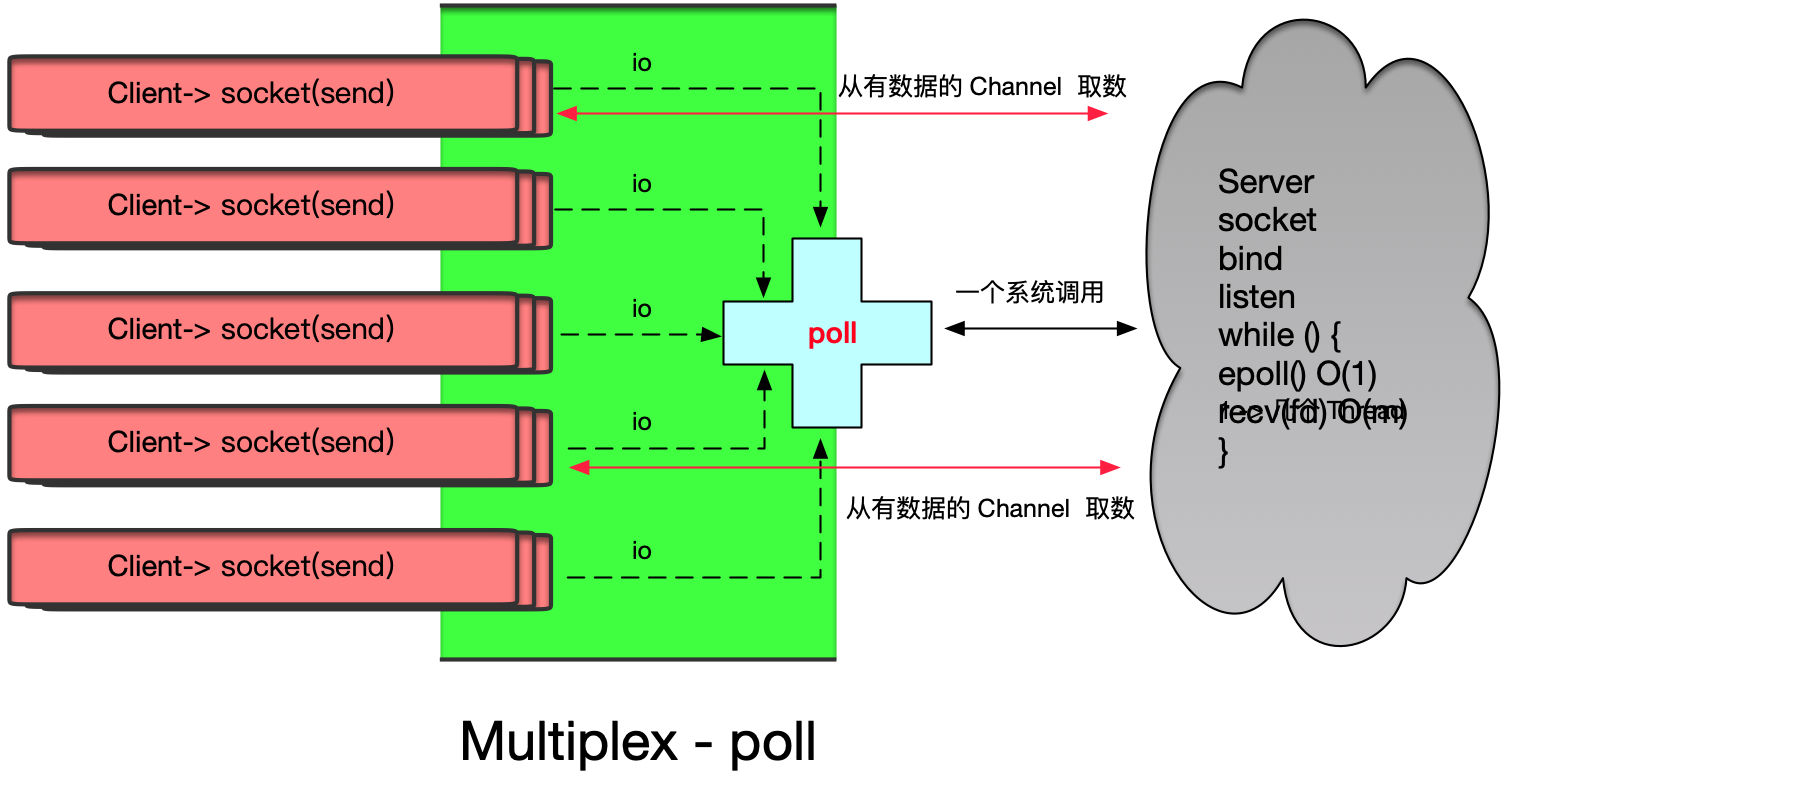 Client-> socket(send)
io
从有数据的 Channel 取数
Client-> socket(send)
io
Client-> socket(send)
io
poll
一个系统调用
Client-> socket(send)
io
从有数据的 Channel 取数
Client-> socket(send)
io
Server
socket
bind
listen
while () {
epoll() O(1)
recv(fd) O(m)
Thread
}
Multiplex - poll